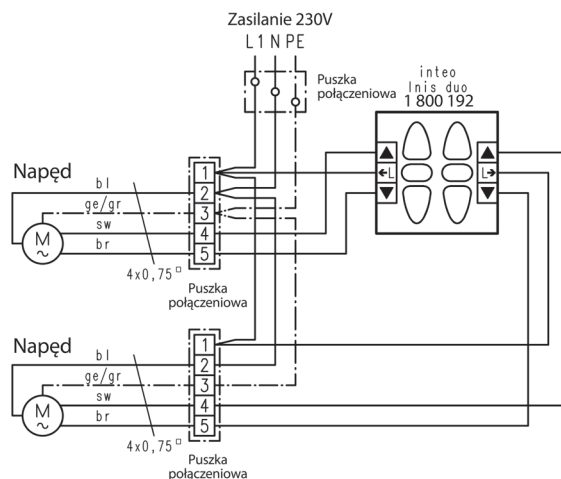 Zasilanie 230V
L1 N PE
Puszka
połączeniowa
inteo
Inis duo
1 800 192
▲
▲
←L
L→
▼
▼
Napęd
bl
ge/gr
sw
br
M
~
4x0,75□
1
2
3
4
5
Puszka
połączeniowa
Napęd
bl
ge/gr
sw
br
M
~
4x0,75□
1
2
3
4
5
Puszka
połączeniowa